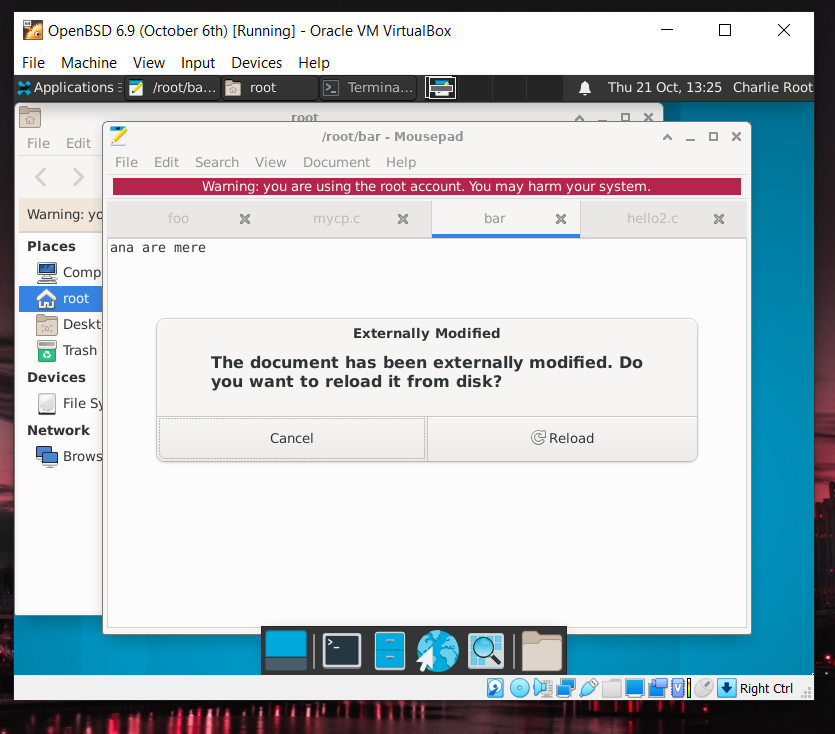 OpenBSD 6.9 (October 6th) [Running] - Oracle VM VirtualBox
File Machine View Input Devices Help
Applications /root/ba... root Termina... Thu 21 Oct, 13:25 Charlie Root
root
File Edit
/root/bar - Mousepad
File Edit Search View Document Help
Warning: you are using the root account. You may harm your system.
Warning: yo
foo mycp.c bar hello2.c
ana are mere
Places
Comp
root
Deskt
Trash
Devices
File Sy
Network
Brows
Externally Modified
The document has been externally modified. Do
you want to reload it from disk?
Cancel Reload
Right Ctrl